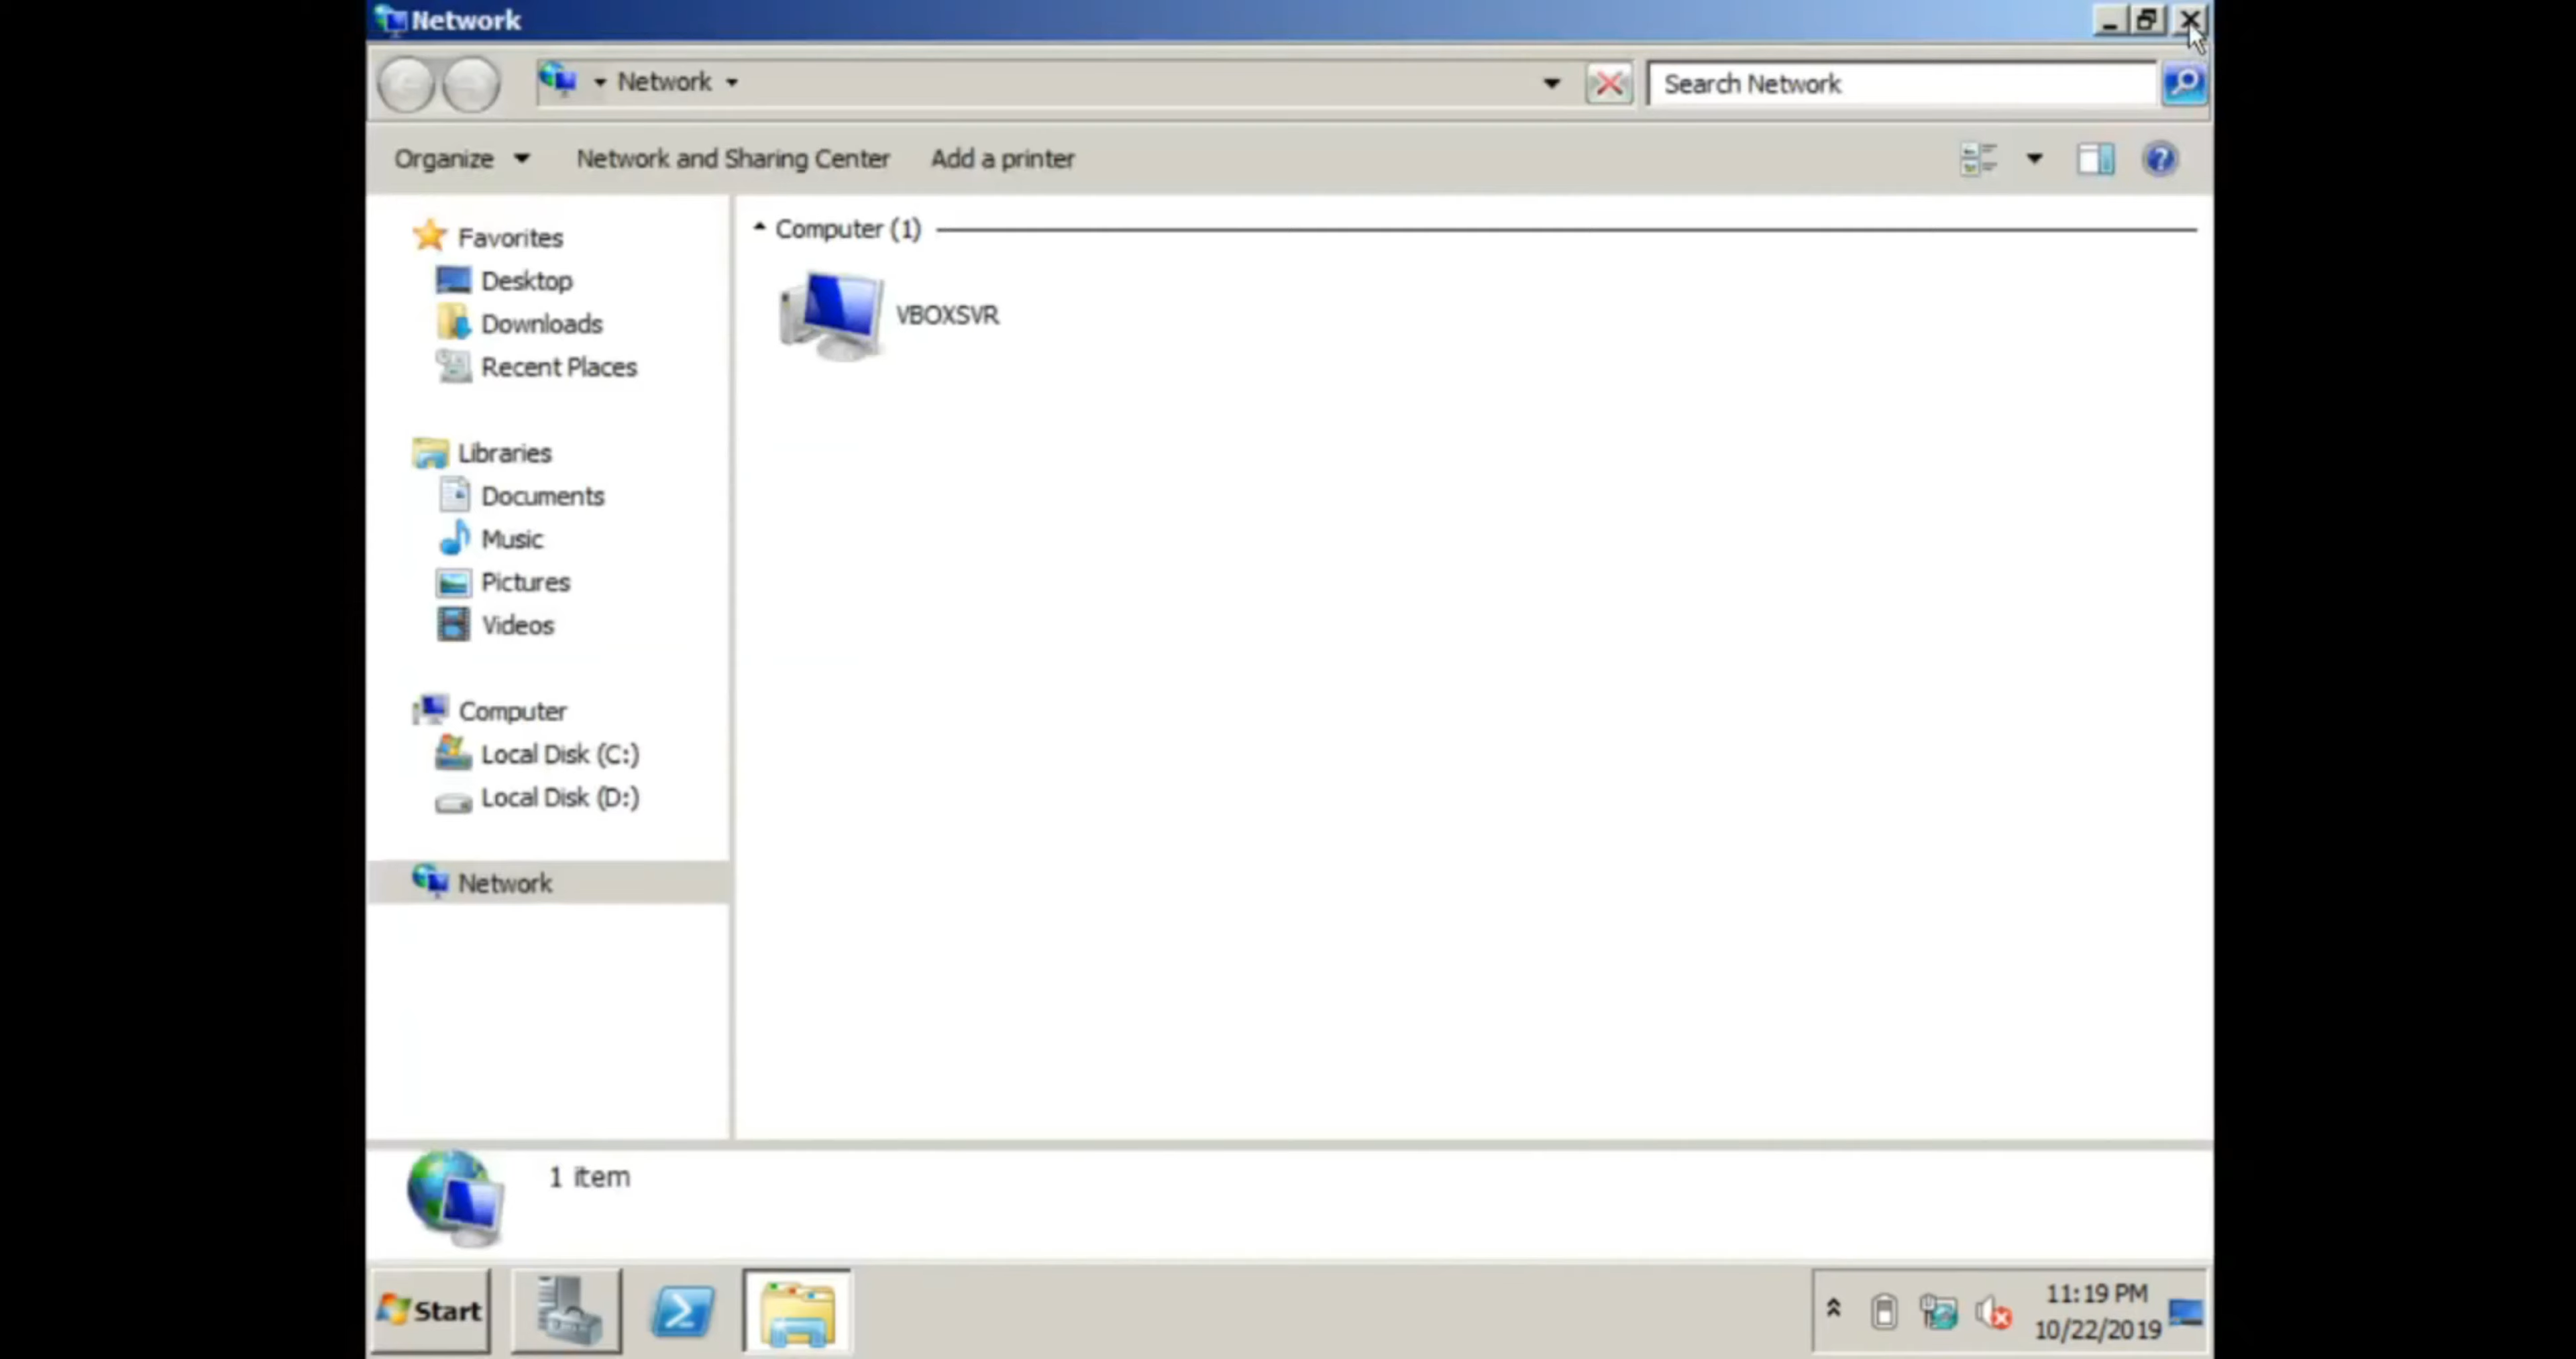 Network
Network
Search Network
Organize Network and Sharing Center Add a printer
Favorites
Desktop
Downloads
Recent Places
Libraries
Documents
Music
Pictures
Videos
Computer
Local Disk (C:)
Local Disk (D:)
Network
Computer (1)
VBOXSVR
1 item
Start
11:19 PM
10/22/2019